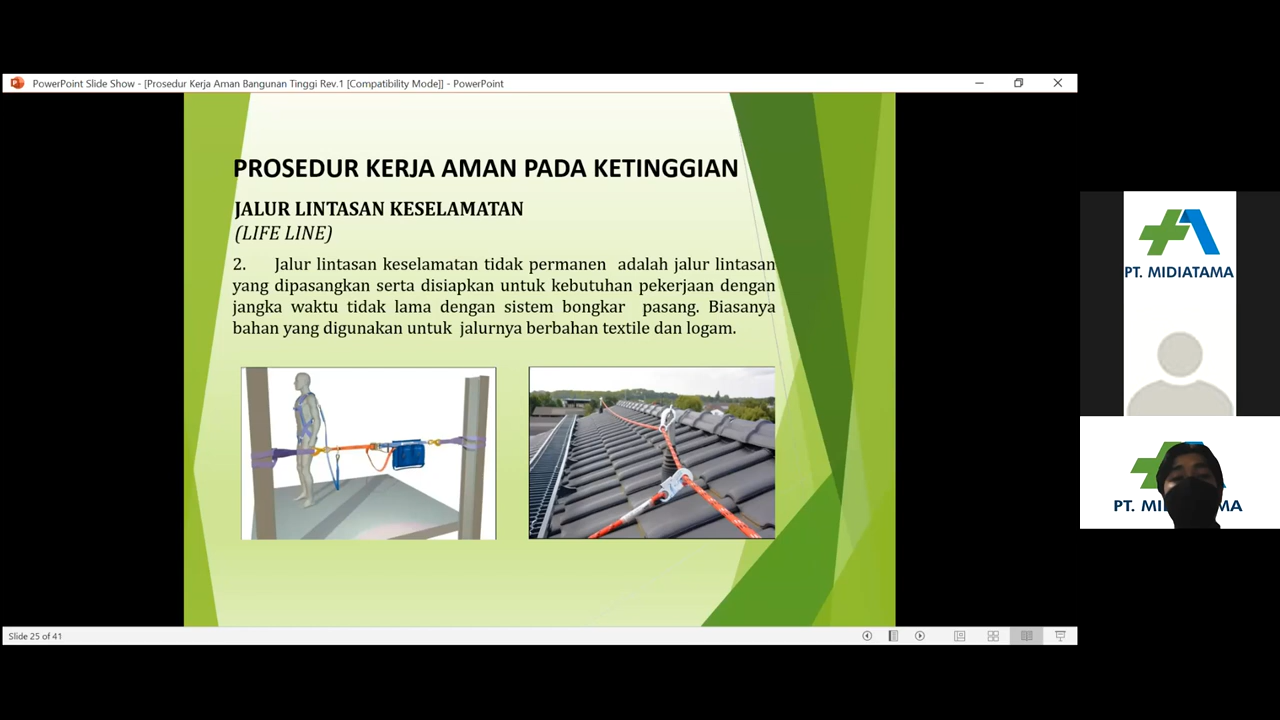 PowerPoint Slide Show - [Prosedur Kerja Aman Bangunan Tinggi Rev.1 [Compatibility Mode]] - PowerPoint
PROSEDUR KERJA AMAN PADA KETINGGIAN
JALUR LINTASAN KESELAMATAN
(LIFE LINE)
2. Jalur lintasan keselamatan tidak permanen adalah jalur lintasan
yang dipasangkan serta disiapkan untuk kebutuhan pekerjaan dengan
jangka waktu tidak lama dengan sistem bongkar pasang. Biasanya
bahan yang digunakan untuk jalurnya berbahan textile dan logam.
Slide 25 of 41
PT. MIDIATAMA
PT. MI MA